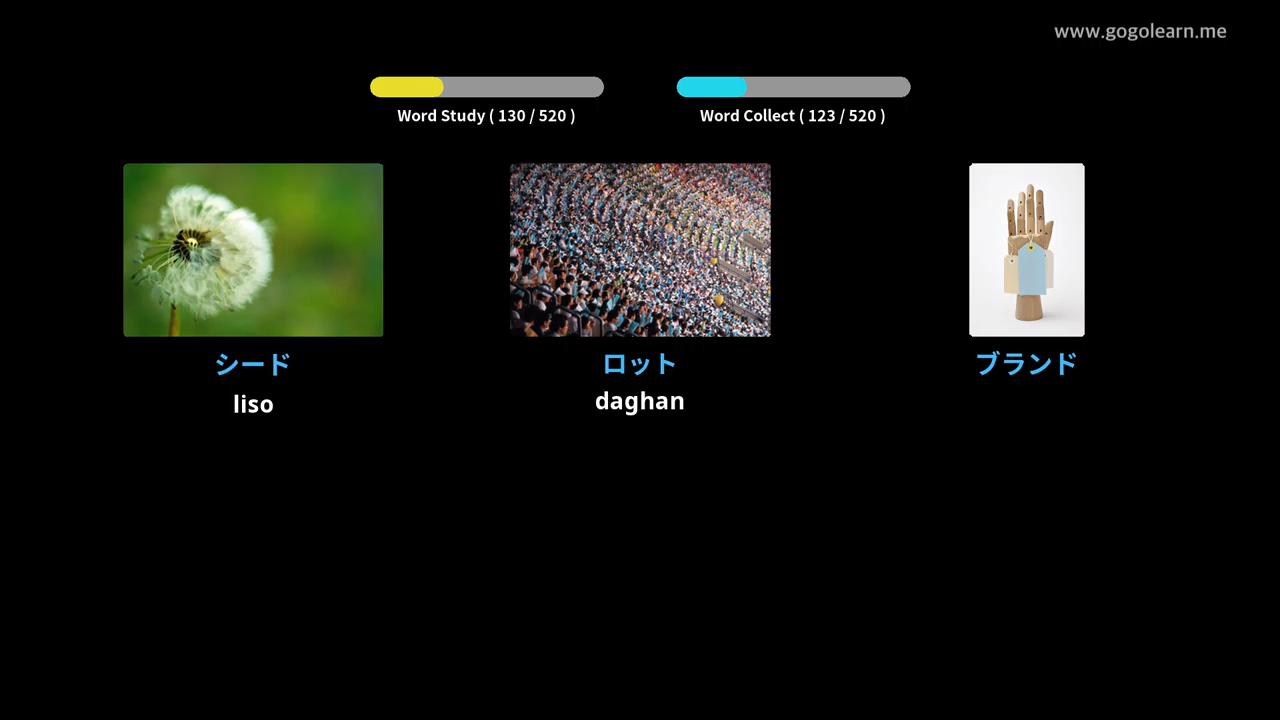 www.gogolearn.me
Word Study ( 130 / 520 )
Word Collect ( 123 / 520 )
シード
ロット
ブランド
liso
daghan